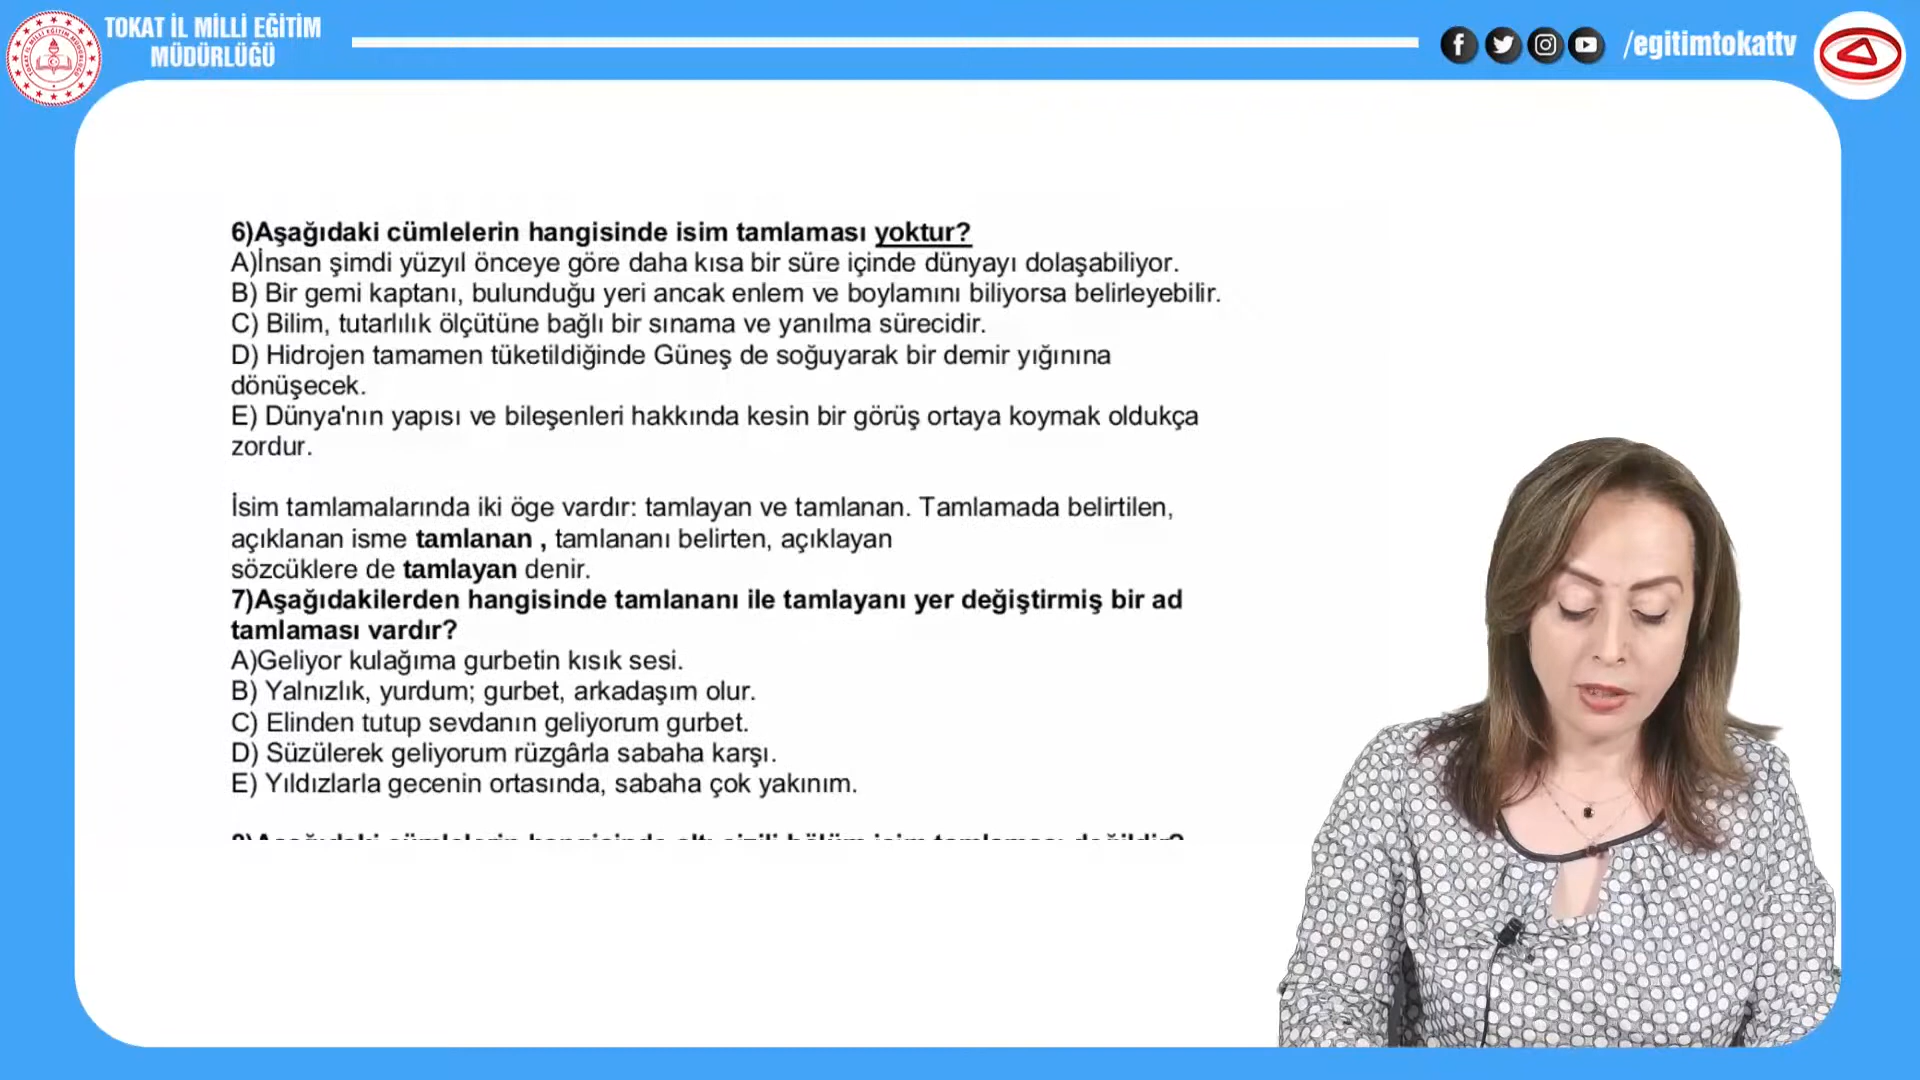 TOKAT İL MİLLİ EĞİTİM
MÜDÜRLÜĞÜ
/egitimtokattv
6)Aşağıdaki cümlelerin hangisinde isim tamlaması yoktur?
A)İnsan şimdi yüzyıl önceye göre daha kısa bir süre içinde dünyayı dolaşabiliyor.
B) Bir gemi kaptanı, bulunduğu yeri ancak enlem ve boylamını biliyorsa belirleyebilir.
C) Bilim, tutarlılık ölçütüne bağlı bir sınama ve yanılma sürecidir.
D) Hidrojen tamamen tüketildiğinde Güneş de soğuyarak bir demir yığınına
dönüşecek.
E) Dünya'nın yapısı ve bileşenleri hakkında kesin bir görüş ortaya koymak oldukça
zordur.
İsim tamlamalarında iki öge vardır: tamlayan ve tamlanan. Tamlamada belirtilen,
açıklanan isme tamlanan , tamlananı belirten, açıklayan
sözcüklere de tamlayan denir.
7)Aşağıdakilerden hangisinde tamlananı ile tamlayanı yer değiştirmiş bir ad
tamlaması vardır?
A)Geliyor kulağıma gurbetin kısık sesi.
B) Yalnızlık, yurdum; gurbet, arkadaşım olur.
C) Elinden tutup sevdanın geliyorum gurbet.
D) Süzülerek geliyorum rüzgârla sabaha karşı.
E) Yıldızlarla gecenin ortasında, sabaha çok yakınım.